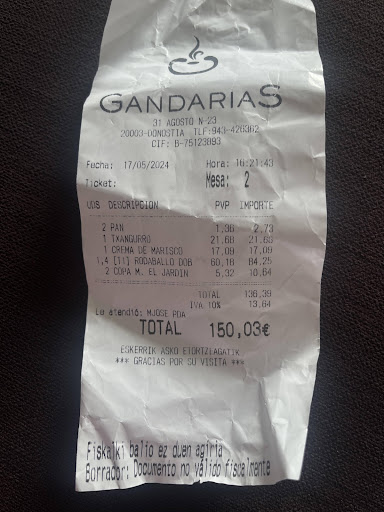 GANDARIAS
31 AGOSTO N-23
20003-DONOSTIA TLF:943-426362
CIF: B-75123893
Fecha: 17/05/2024 Hora: 16:21:43
Ticket: Mesa: 2
UDS DESCRIPCION PVP IMPORTE
2 PAN 1,36 2,73
1 TXANGURRO 21,60 21,60
1 CREMA DE MARISCO 17,09 17,09
1,4 [11] RODABALLO DOB 60,18 84,25
2 COPA M. EL JARDIN 5,32 10,64
TOTAL 136,39
IVA 10% 13,64
Le atendió: MJOSE PDA
TOTAL 150,03€
ESKERRIK ASKO ETORTZEAGATIK
*** GRACIAS POR SU VISITA ***
Fiskalki balio ez duen agiria
Borrador: Documento no válido fiscalmente